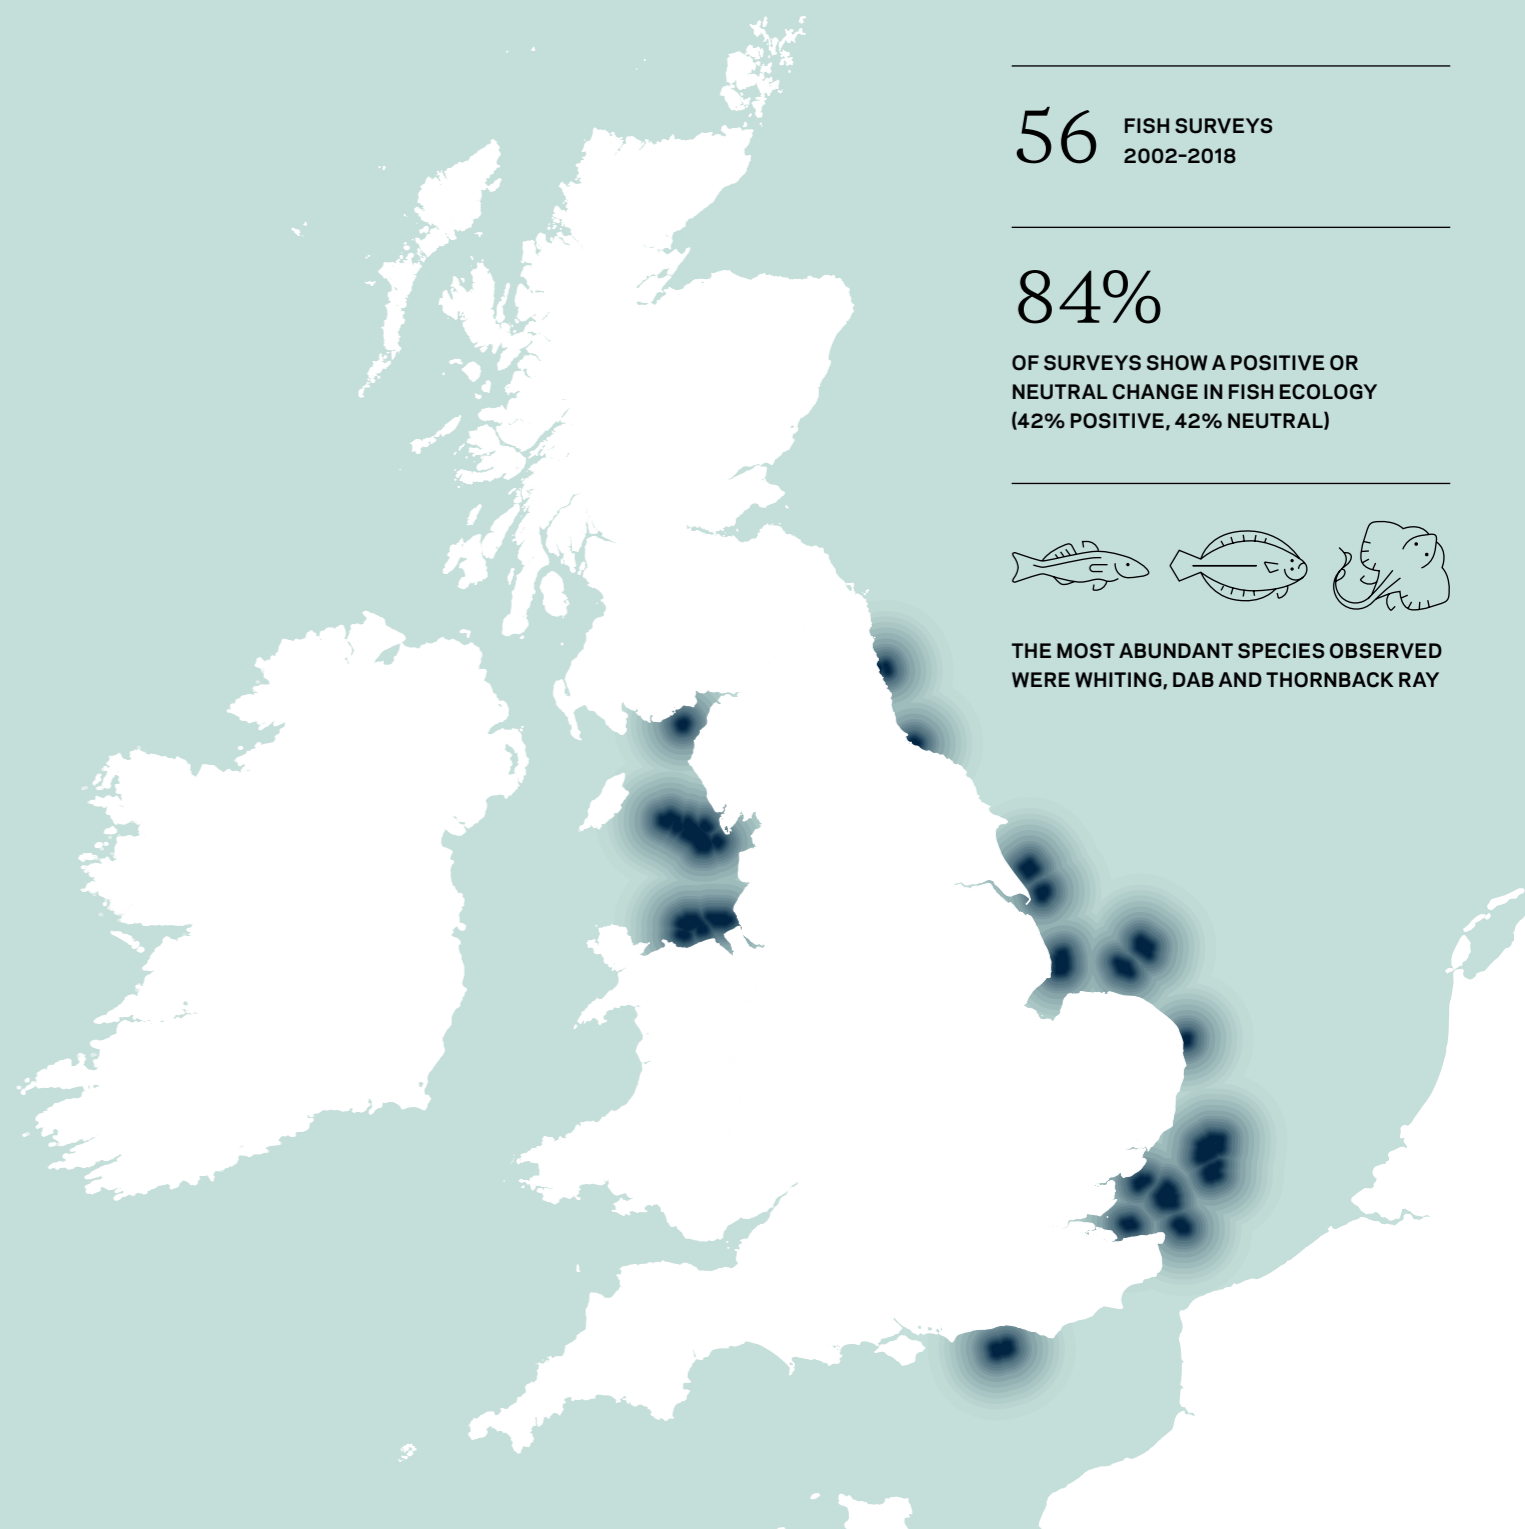 56 FISH SURVEYS
2002–2018
84%
OF SURVEYS SHOW A POSITIVE OR
NEUTRAL CHANGE IN FISH ECOLOGY
(42% POSITIVE, 42% NEUTRAL)
THE MOST ABUNDANT SPECIES OBSERVED
WERE WHITING, DAB AND THORNBACK RAY